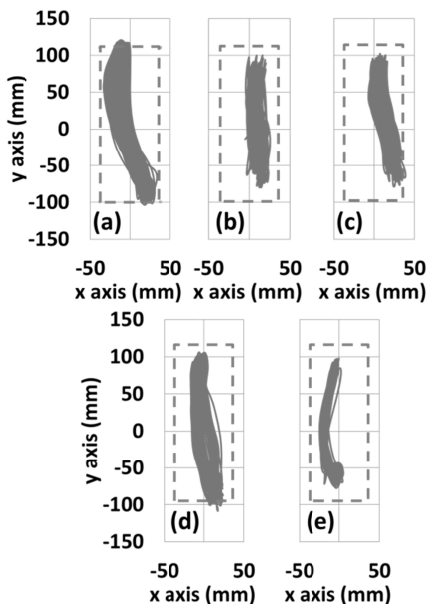 150
100
50
0
-50
-100
-150
y axis (mm)
(a)
(b)
(c)
-50 50 -50 50 -50 50
x axis (mm) x axis (mm) x axis (mm)
150
100
50
0
-50
-100
-150
y axis (mm)
(d)
(e)
-50 50 -50 50
x axis (mm) x axis (mm)